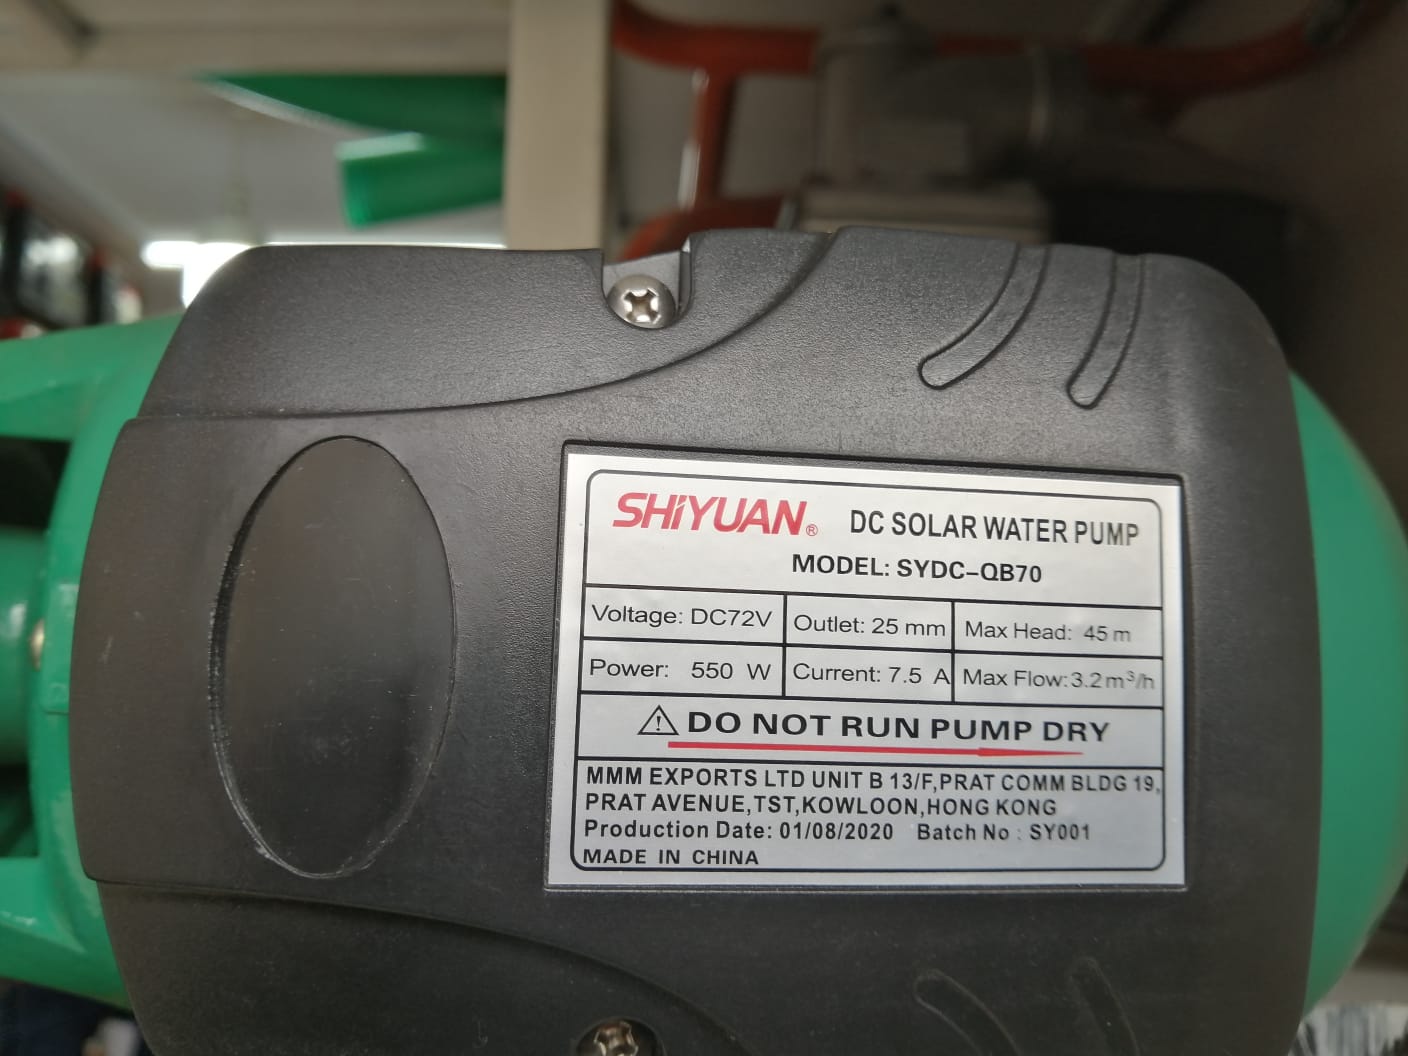 SHiYUAN® DC SOLAR WATER PUMP
MODEL: SYDC-QB70
Voltage: DC72V Outlet: 25 mm Max Head: 45 m
Power: 550 W Current: 7.5 A Max Flow: 3.2 m³/h
DO NOT RUN PUMP DRY
MMM EXPORTS LTD UNIT B 13/F,PRAT COMM BLDG 19,
PRAT AVENUE,TST,KOWLOON,HONG KONG
Production Date: 01/08/2020 Batch No : SY001
MADE IN CHINA